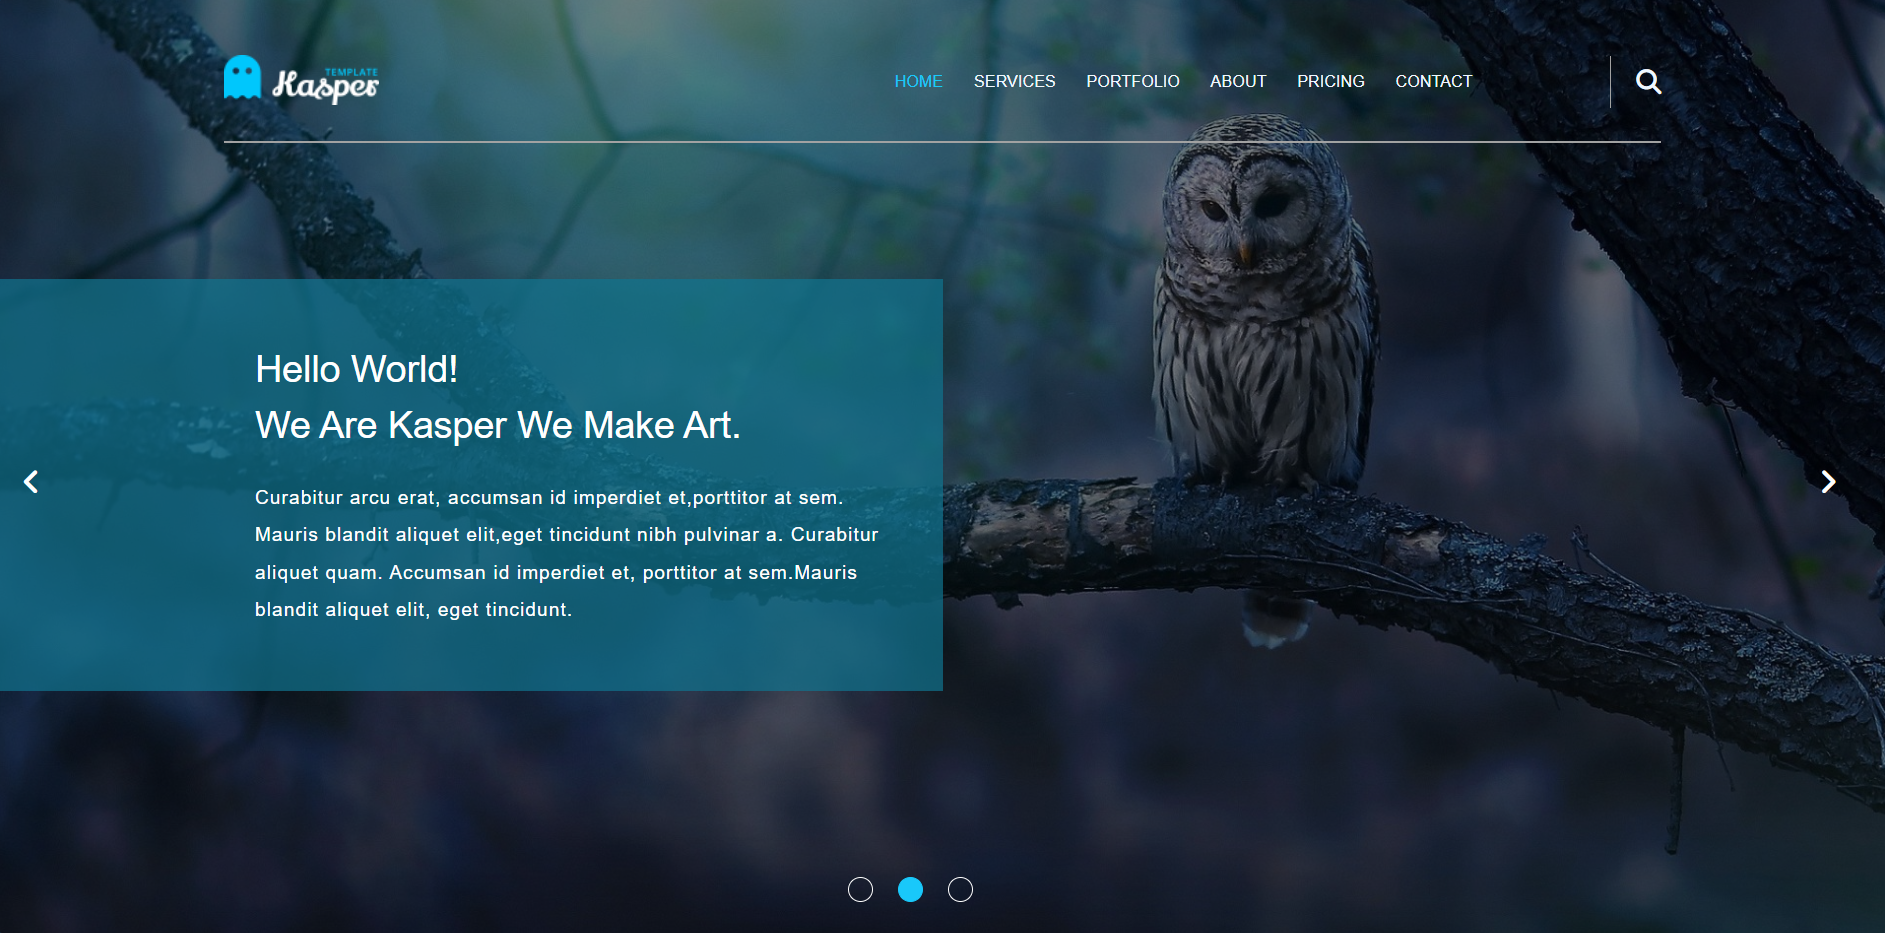 TEMPLATE
Kasper
HOME SERVICES PORTFOLIO ABOUT PRICING CONTACT
Hello World!
We Are Kasper We Make Art.
Curabitur arcu erat, accumsan id imperdiet et,porttitor at sem.
Mauris blandit aliquet elit,eget tincidunt nibh pulvinar a. Curabitur
aliquet quam. Accumsan id imperdiet et, porttitor at sem.Mauris
blandit aliquet elit, eget tincidunt.